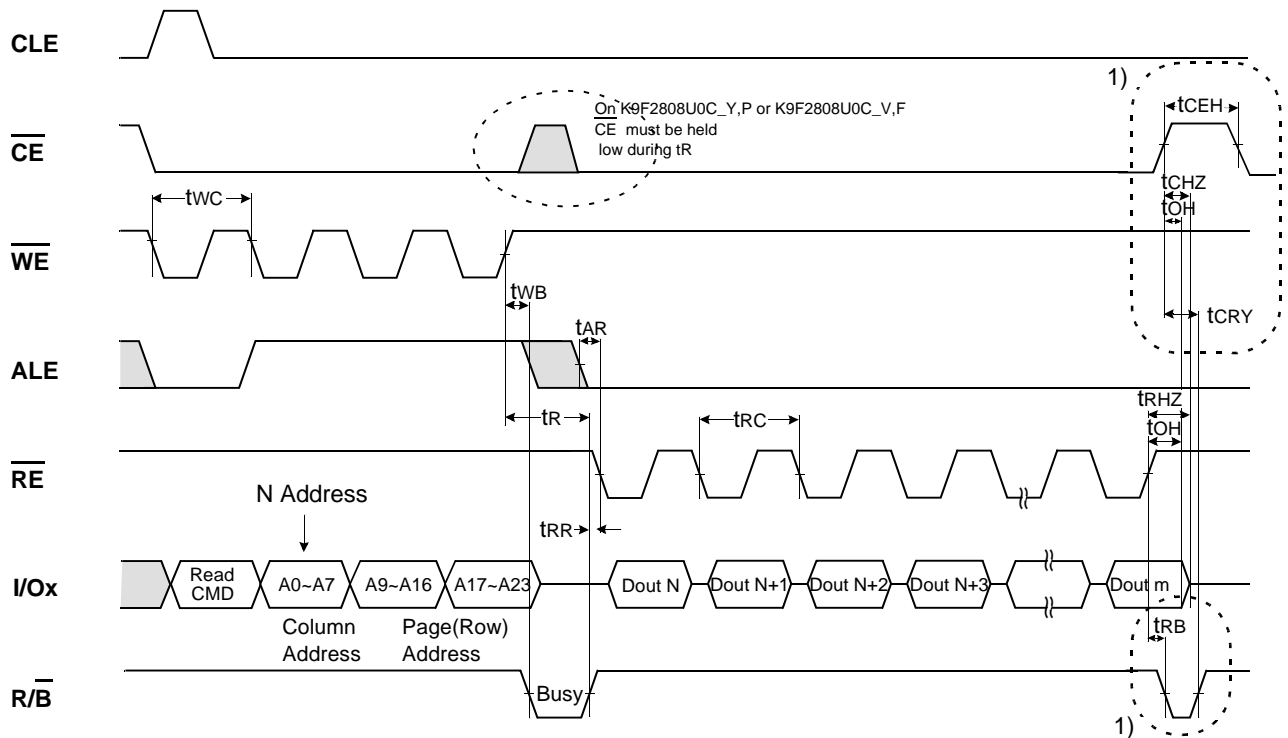 CLE
1)
tCEH
On K9F2808U0C_Y,P or K9F2808U0C_V,F
CE must be held
low during tR
CE
tCHZ
tOH
tWC
WE
tWB
tCRY
tAR
ALE
tR
tRC
tRHZ
tOH
RE
N Address
tRR
I/Ox
Read
CMD
A0~A7
A9~A16
A17~A23
Dout N
Dout N+1
Dout N+2
Dout N+3
Dout m
Column
Address
Page(Row)
Address
tRB
R/B
Busy
1)